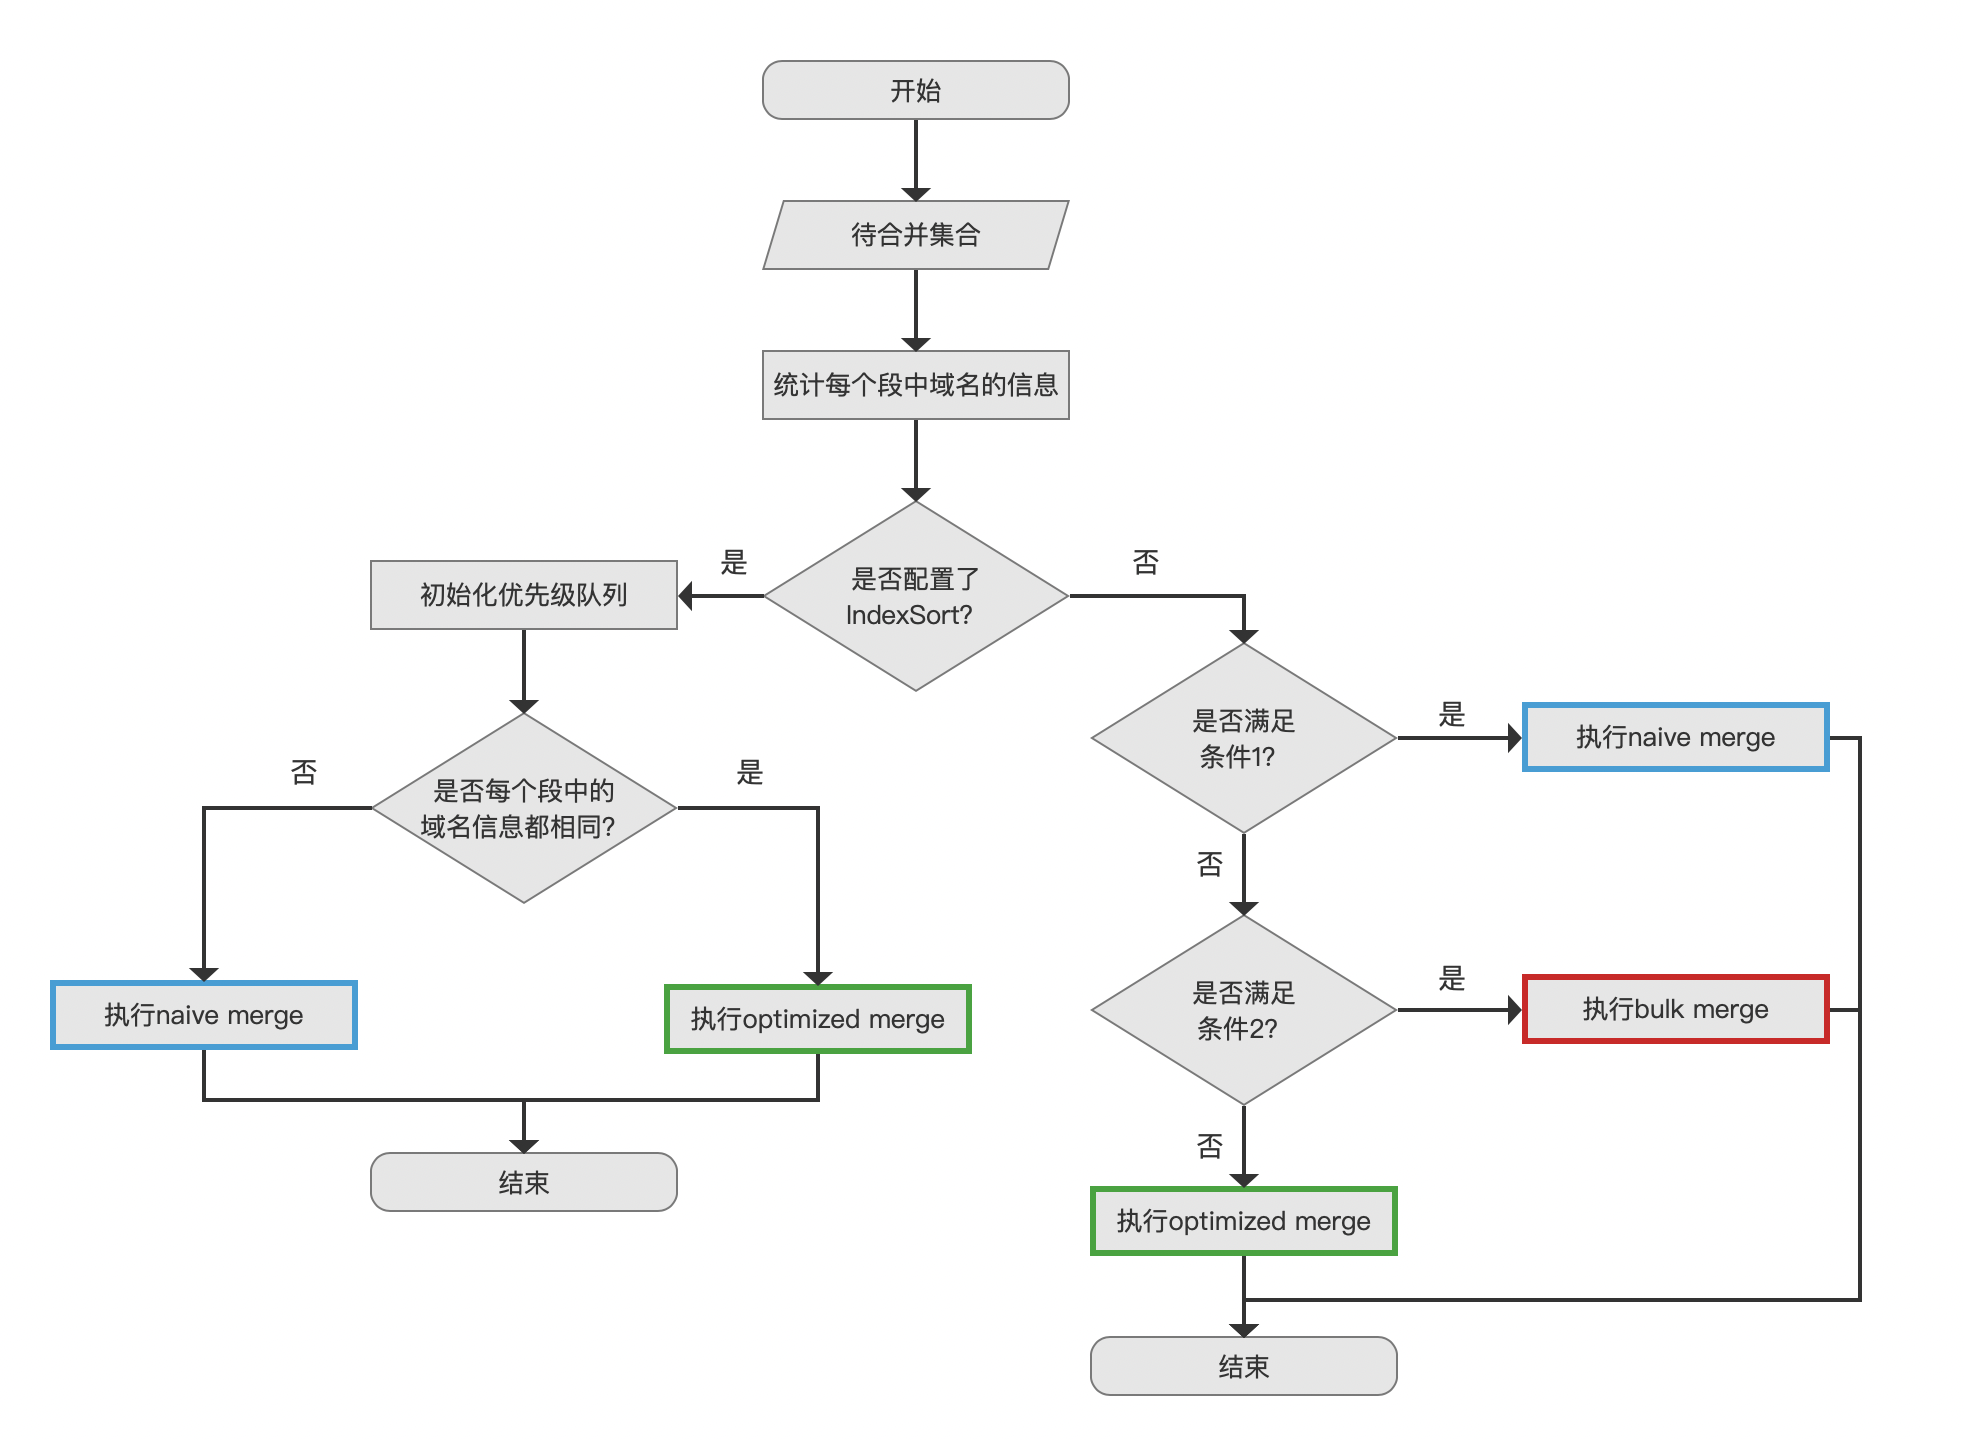 开始
待合并集合
统计每个段中域名的信息
是否配置了
IndexSort?
是
否
初始化优先级队列
是否满足
条件1?
是
执行naive merge
否
是否每个段中的
域名信息都相同?
否
是
是否满足
条件2?
是
执行bulk merge
否
执行naive merge
执行optimized merge
结束
执行optimized merge
结束